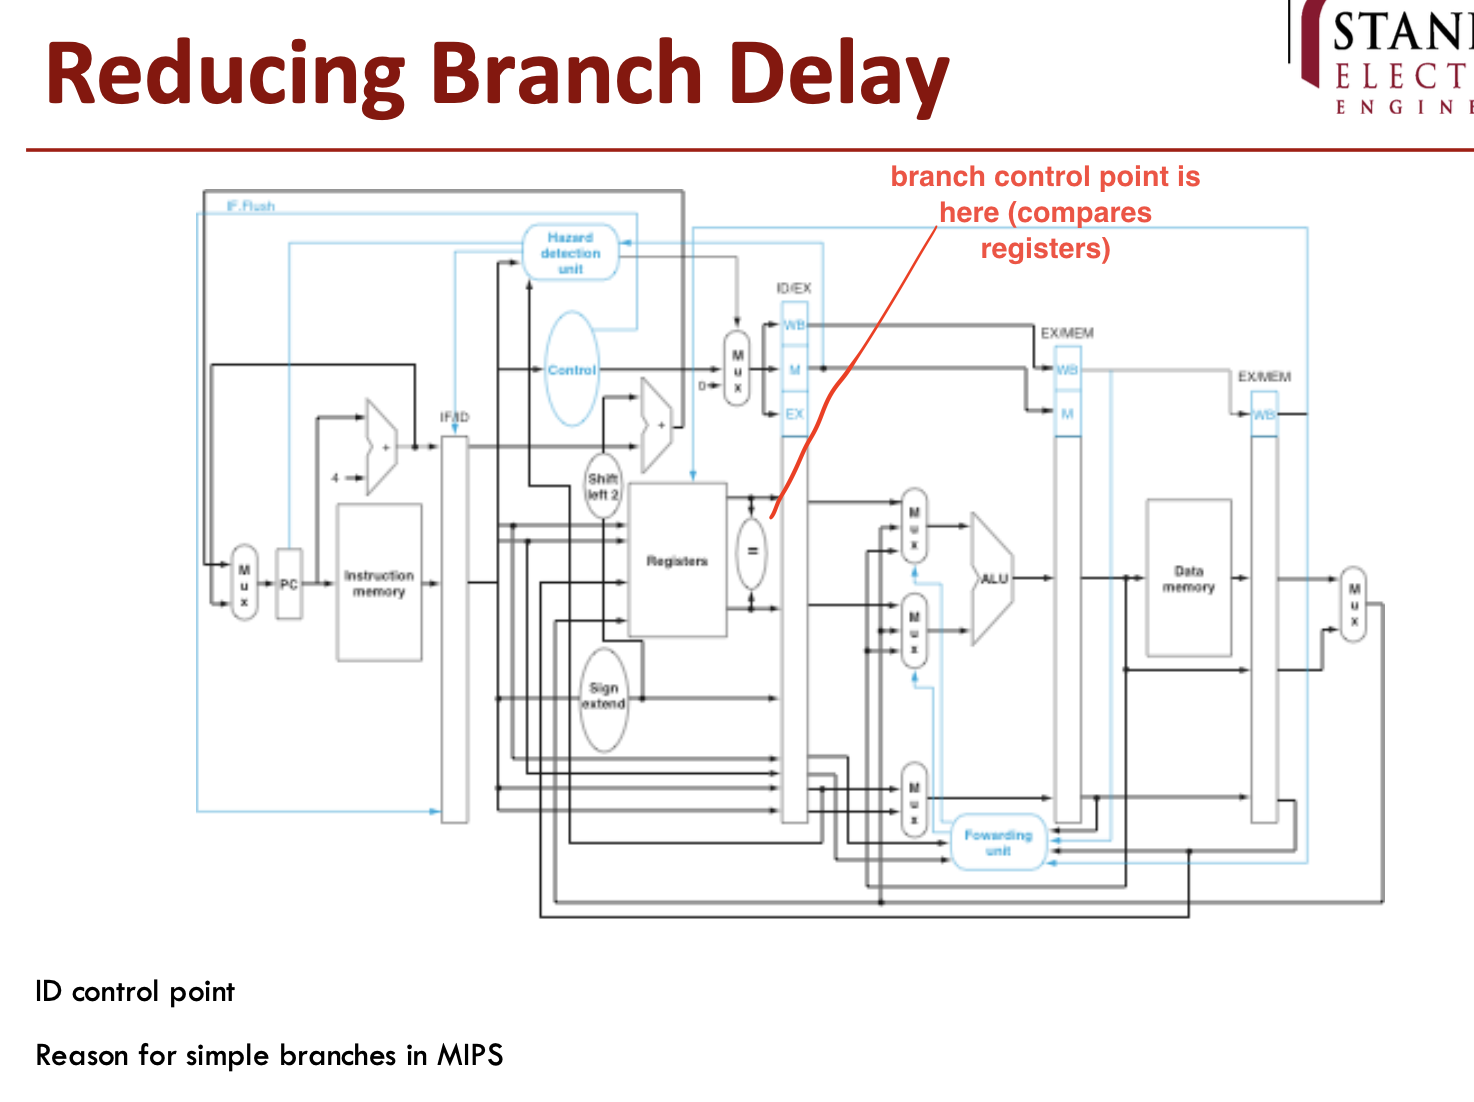 Reducing Branch Delay
STAN
ELECT
ENGINE
branch control point is
here (compares
registers)
IF.Flush
Hazard
detection
unit
ID/EX
WB
EX/MEM
M
u
x
Control
M
WB
EX/MEM
0
EX
M
WB
IF/ID
+
+
4
Shift
left 2
M
u
x
M
u
x
PC
Instruction
memory
Registers
=
ALU
Data
memory
M
u
x
M
u
x
Sign
extend
M
u
x
Fowarding
unit
ID control point
Reason for simple branches in MIPS